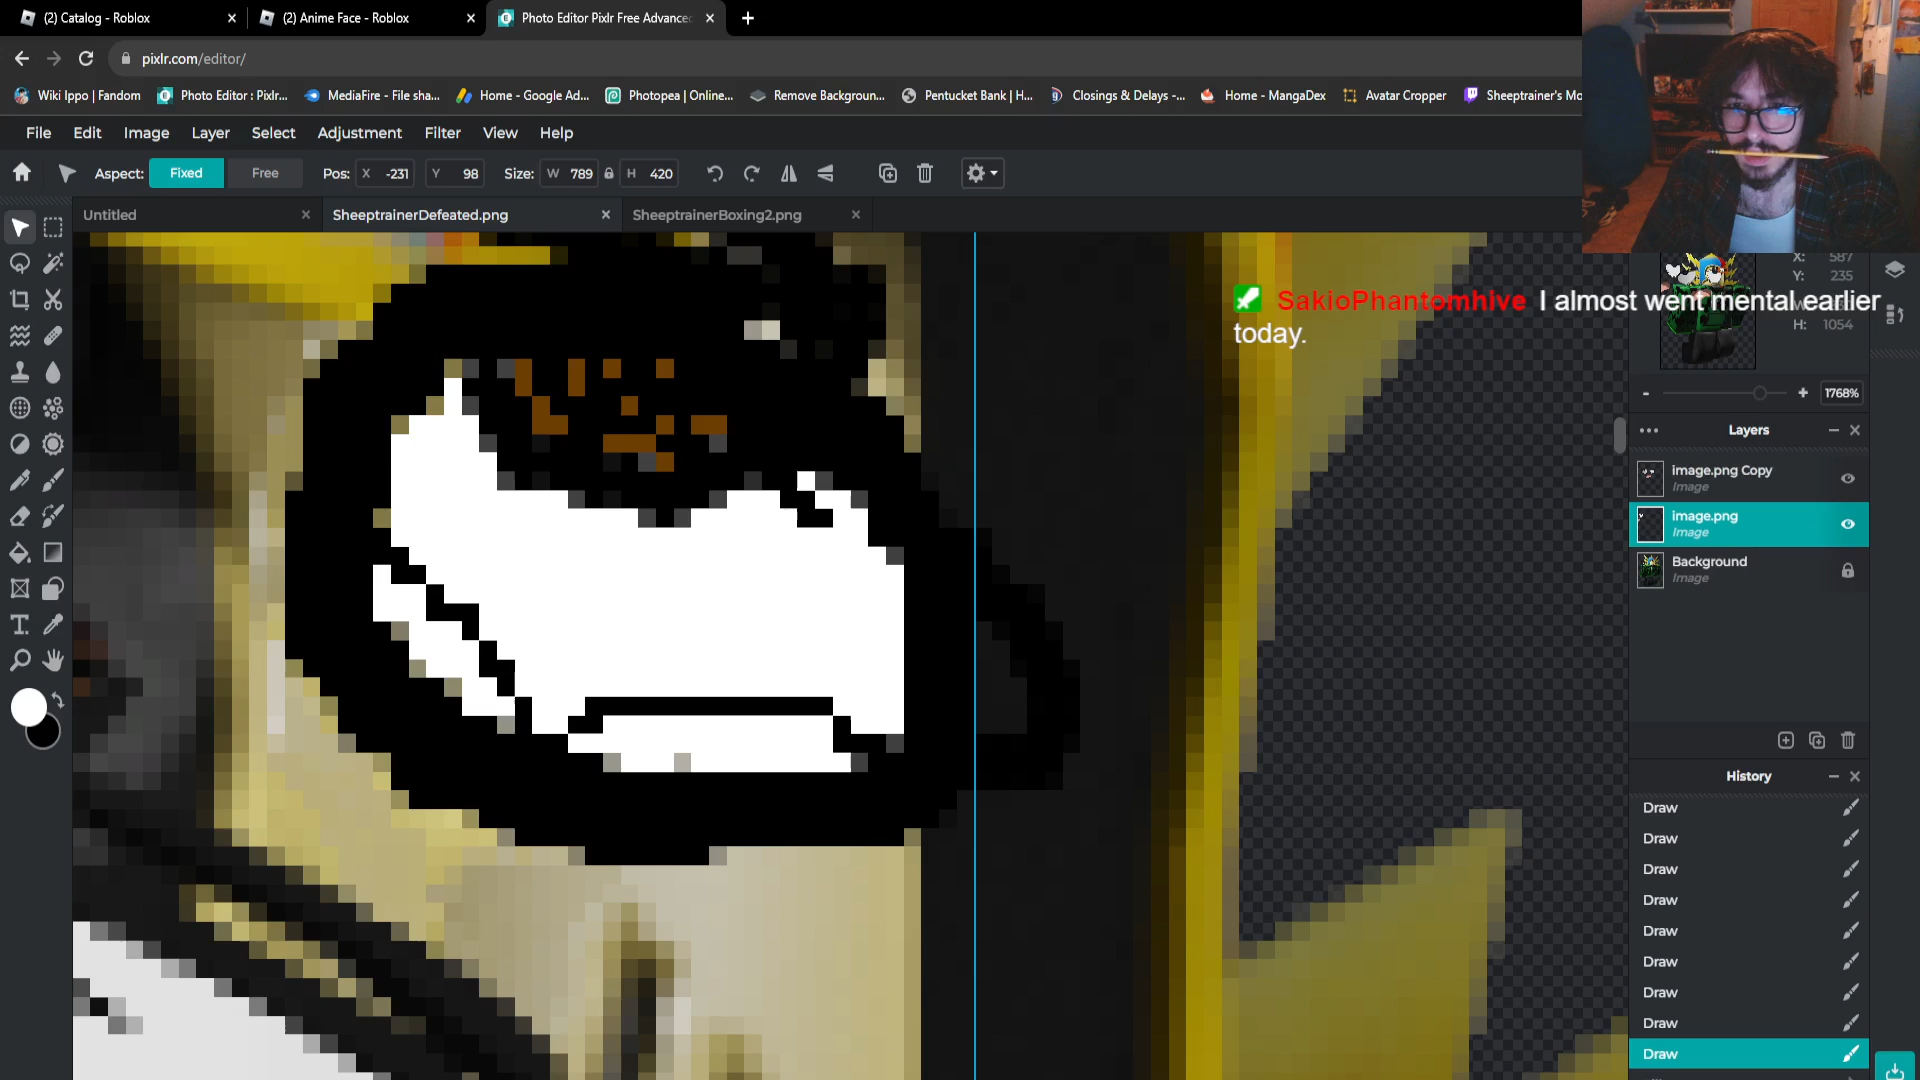 (2) Catalog - Roblox
(2) Anime Face - Roblox
Photo Editor Pixlr Free Advanced
pixlr.com/editor/
Wiki Ippo | Fandom
Photo Editor : Pixlr...
MediaFire - File sha...
Home - Google Ad...
Photopea | Online...
Remove Backgroun...
Pentucket Bank | H...
Closings & Delays -...
Home - MangaDex
Avatar Cropper
Sheeptrainer's Mo
File Edit Image Layer Select Adjustment Filter View Help
Aspect: Fixed Free Pos: X -231 Y 98 Size: W 789 H 420
Untitled
SheeptrainerDefeated.png
SheeptrainerBoxing2.png
X: 587
Y: 235
H: 1054
SakioPhantomhive I almost went mental earlier
today.
1768%
Layers
image.png Copy
Image
image.png
Image
Background
Image
History
Draw
Draw
Draw
Draw
Draw
Draw
Draw
Draw
Draw